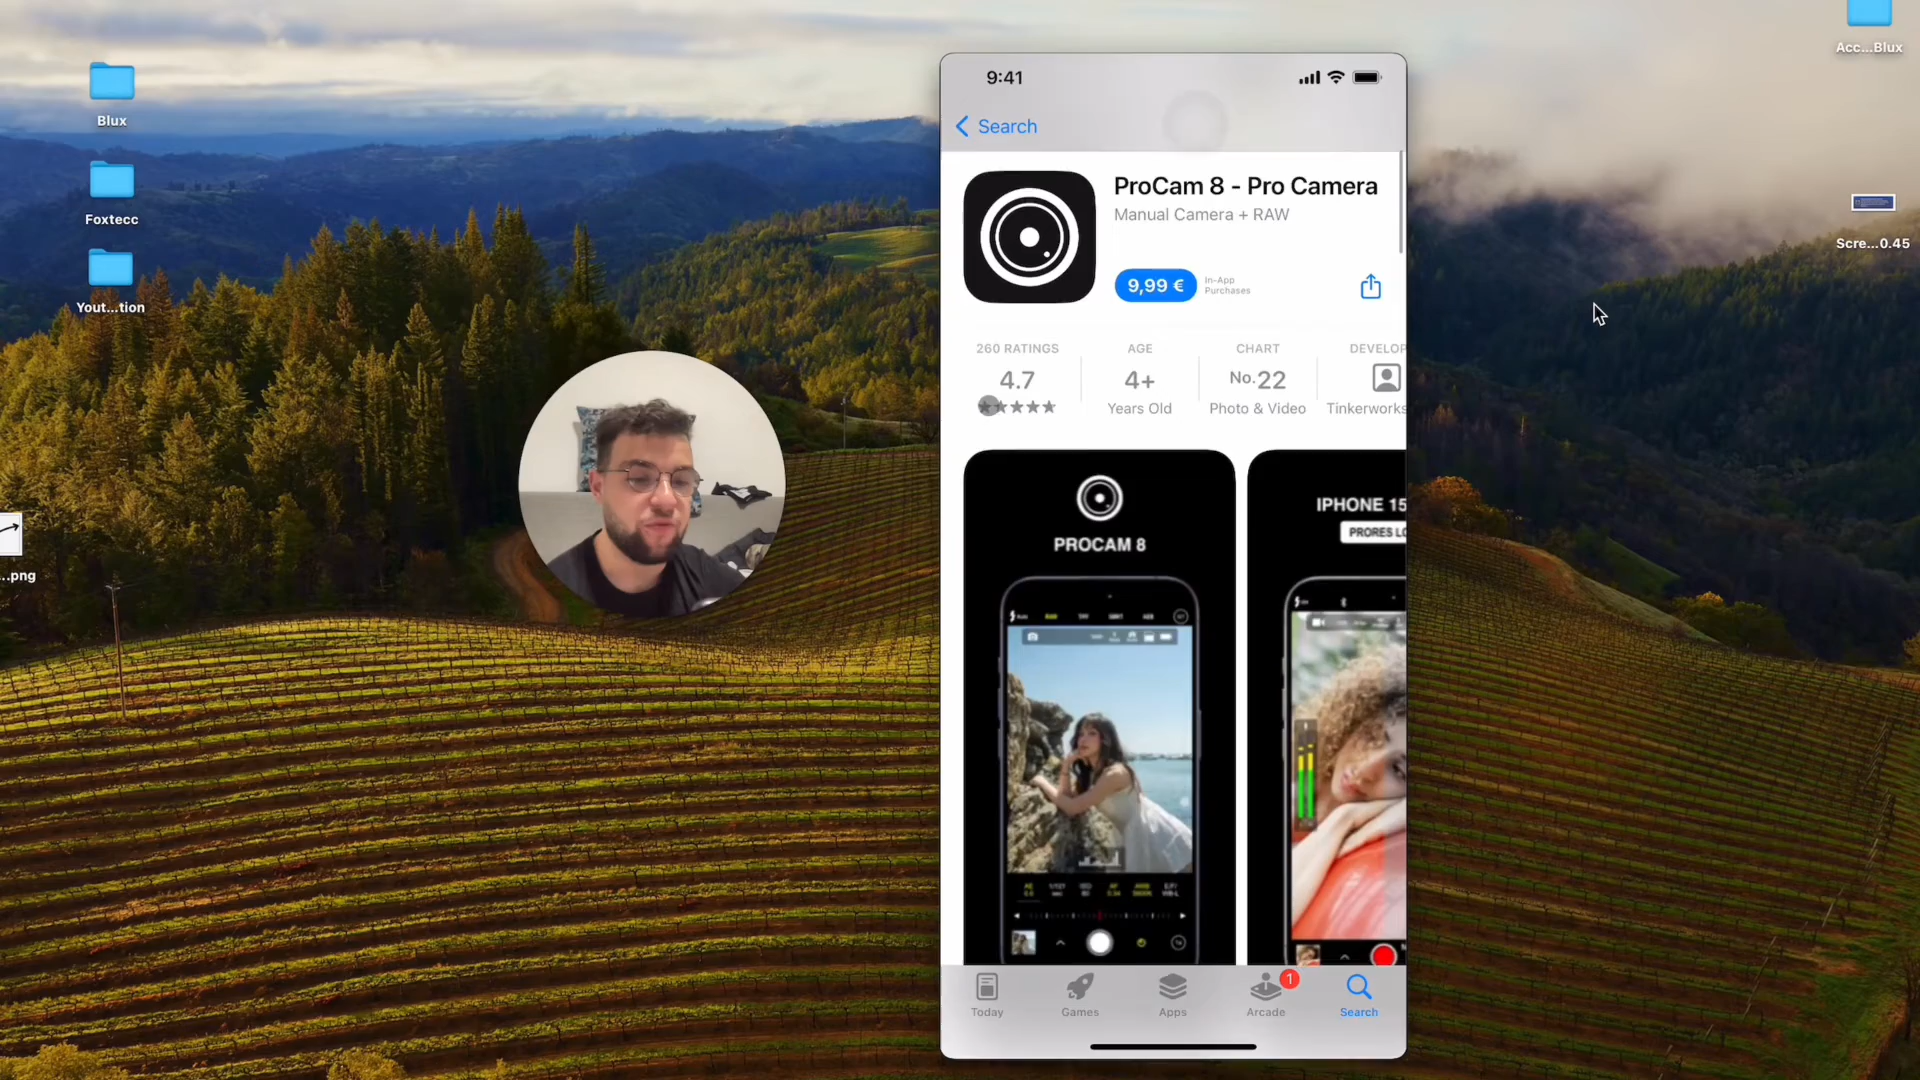 Blux
Foxtecc
Yout...tion
...png
Acc...Blux
Scre...0.45
9:41
Search
ProCam 8 - Pro Camera
Manual Camera + RAW
9,99 €
In-App
Purchases
260 RATINGS
4.7
AGE
4+
Years Old
CHART
No.22
Photo & Video
DEVELOP
Tinkerworks
PROCAM 8
IPHONE 15
PRORES LO
Today
Games
Apps
1
Arcade
Search